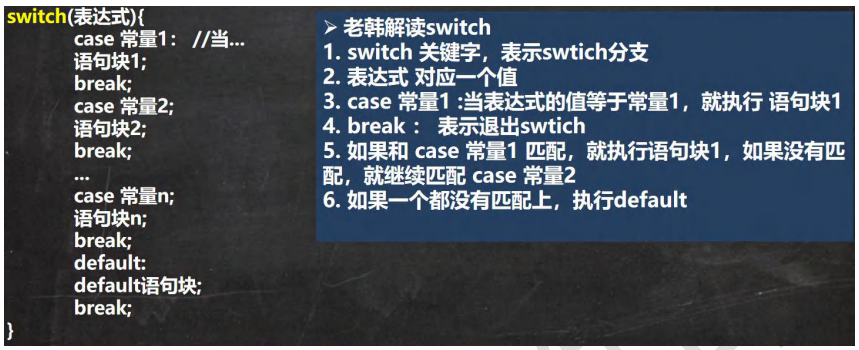 switch(表达式){
case 常量1： //当...
语句块1;
break;
case 常量2;
语句块2;
break;
...
case 常量n;
语句块n;
break;
default:
default语句块;
break;
}
➢ 老韩解读switch
1. switch 关键字，表示swtich分支
2. 表达式 对应一个值
3. case 常量1 :当表达式的值等于常量1，就执行 语句块1
4. break ： 表示退出swtich
5. 如果和 case 常量1 匹配，就执行语句块1，如果没有匹
配，就继续匹配 case 常量2
6. 如果一个都没有匹配上，执行default